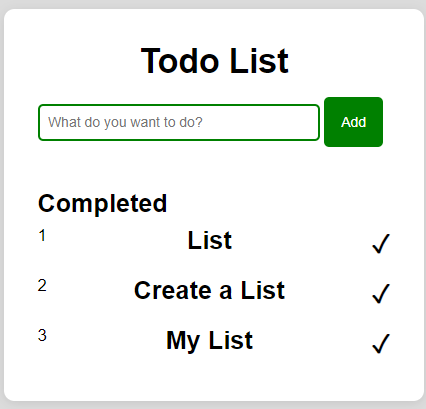 Todo List
What do you want to do? Add
Completed
1 List ✓
2 Create a List ✓
3 My List ✓